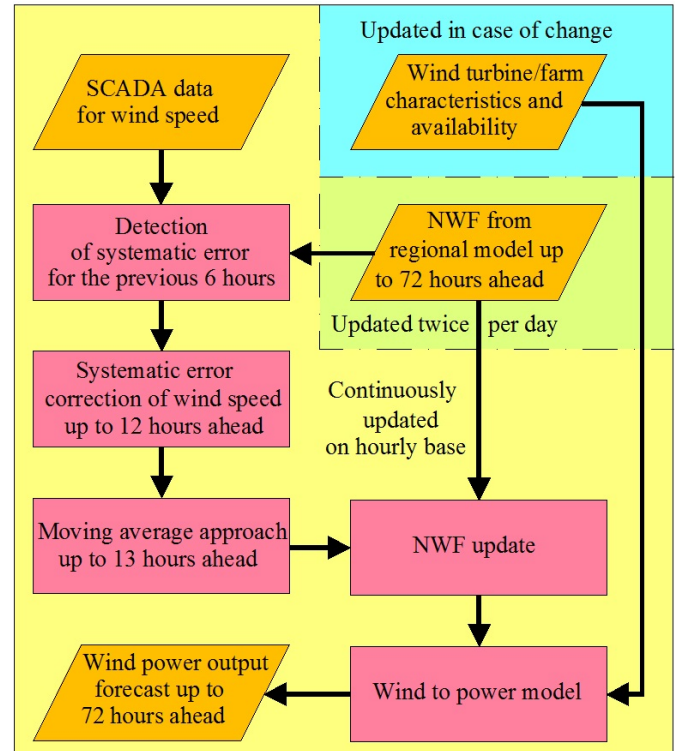 Updated in case of change
SCADA data
for wind speed
Wind turbine/farm
characteristics and
availability
Detection
of systematic error
for the previous 6 hours
NWF from
regional model up
to 72 hours ahead
Updated twice per day
Systematic error
correction of wind speed
up to 12 hours ahead
Continuously
updated
on hourly base
Moving average approach
up to 13 hours ahead
NWF update
Wind power output
forecast up to
72 hours ahead
Wind to power model